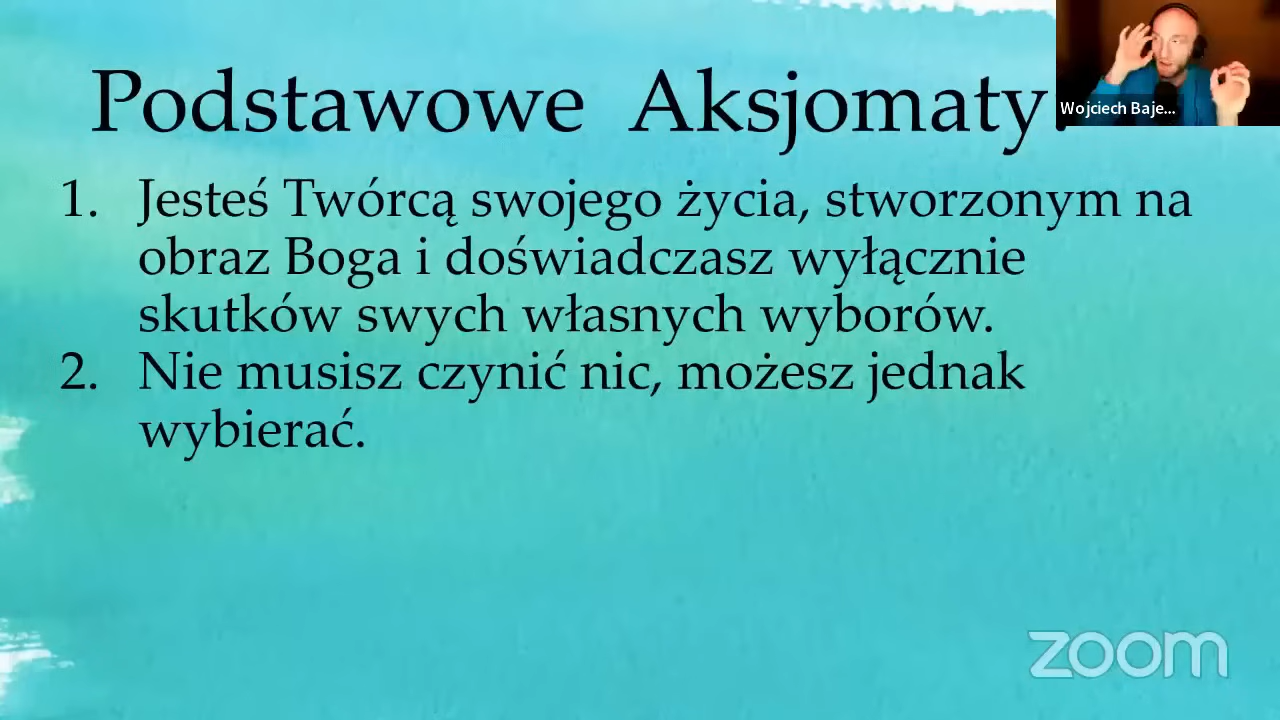 Podstawowe Aksjomaty:
Wojciech Baje...
1. Jesteś Twórcą swojego życia, stworzonym na
obraz Boga i doświadczasz wyłącznie
skutków swych własnych wyborów.
2. Nie musisz czynić nic, możesz jednak
wybierać.
zoom